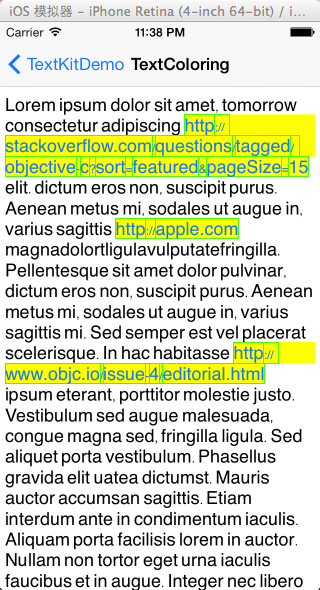 iOS 模拟器 - iPhone Retina (4-inch 64-bit) / i...
Carrier 11:38 PM
TextKitDemo TextColoring
Lorem ipsum dolor sit amet, tomorrow
consectetur adipiscing http://
stackoverflow.com/questions/tagged/
objective-c?sort=featured&pageSize=15
elit. dictum eros non, suscipit purus.
Aenean metus mi, sodales ut augue in,
varius sagittis http://apple.com
magnadolortligulavulputatefringilla.
Pellentesque sit amet dolor pulvinar,
dictum eros non, suscipit purus. Aenean
metus mi, sodales ut augue in, varius
sagittis mi. Sed semper est vel placerat
scelerisque. In hac habitasse http://
www.objc.io/issue-4/editorial.html
ipsum eterant, porttitor molestie justo.
Vestibulum sed augue malesuada,
congue magna sed, fringilla ligula. Sed
aliquet porta vestibulum. Phasellus
gravida elit uatea dictumst. Mauris
auctor accumsan sagittis. Etiam
interdum ante in condimentum iaculis.
Aliquam porta facilisis lorem in auctor.
Nullam non tortor eget urna iaculis
faucibus et in augue. Integer nec libero